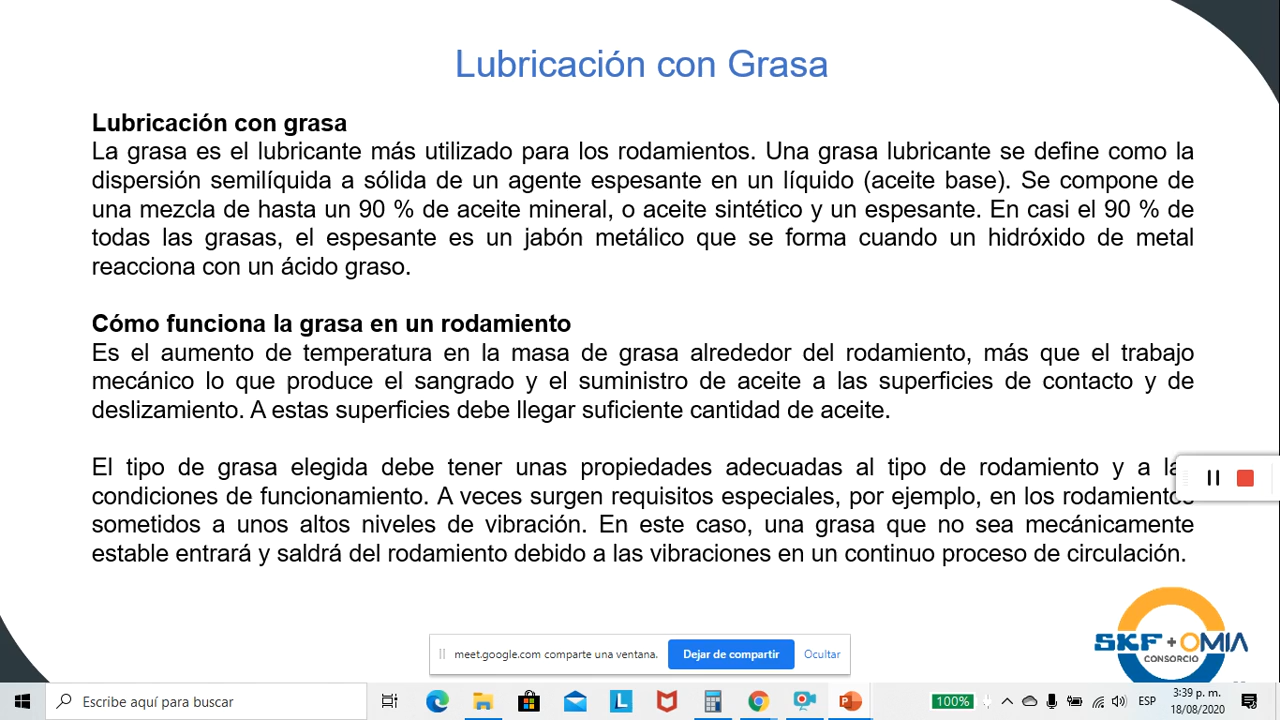 Lubricación con Grasa
Lubricación con grasa
La grasa es el lubricante más utilizado para los rodamientos. Una grasa lubricante se define como la
dispersión semilíquida a sólida de un agente espesante en un líquido (aceite base). Se compone de
una mezcla de hasta un 90 % de aceite mineral, o aceite sintético y un espesante. En casi el 90 % de
todas las grasas, el espesante es un jabón metálico que se forma cuando un hidróxido de metal
reacciona con un ácido graso.
Cómo funciona la grasa en un rodamiento
Es el aumento de temperatura en la masa de grasa alrededor del rodamiento, más que el trabajo
mecánico lo que produce el sangrado y el suministro de aceite a las superficies de contacto y de
deslizamiento. A estas superficies debe llegar suficiente cantidad de aceite.
El tipo de grasa elegida debe tener unas propiedades adecuadas al tipo de rodamiento y a
condiciones de funcionamiento. A veces surgen requisitos especiales, por ejemplo, en los rodamientos
sometidos a unos altos niveles de vibración. En este caso, una grasa que no sea mecánicamente
estable entrará y saldrá del rodamiento debido a las vibraciones en un continuo proceso de circulación.
SKF + OMIA
CONSORCIO
meet.google.com comparte una ventana.
Dejar de compartir
Ocultar
Escribe aquí para buscar
100%
ESP
3:39 p. m.
18/08/2020